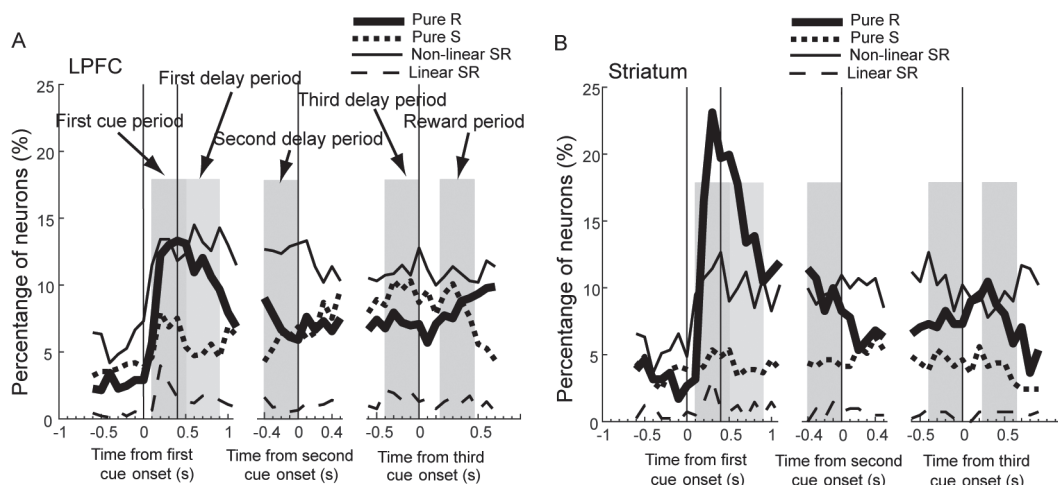 A
Pure R
Pure S
Non-linear SR
Linear SR
LPFC
First delay period
Third delay period
First cue period
Reward period
Second delay period
Percentange of neurons (%)
25
20
15
10
5
0
-1 -0.5 0 0.5 1
-0.4 0 0.4
0 0.5
Time from first
cue onset (s)
Time from second
cue onset (s)
Time from third
cue onset (s)
B
Pure R
Pure S
Non-linear SR
Linear SR
Striatum
Percentange of neurons (%)
25
20
15
10
5
0
-1 -0.5 0 0.5 1
-0.4 0 0.4
-0.5 0 0.5
Time from first
cue onset (s)
Time from second
cue onset (s)
Time from third
cue onset (s)